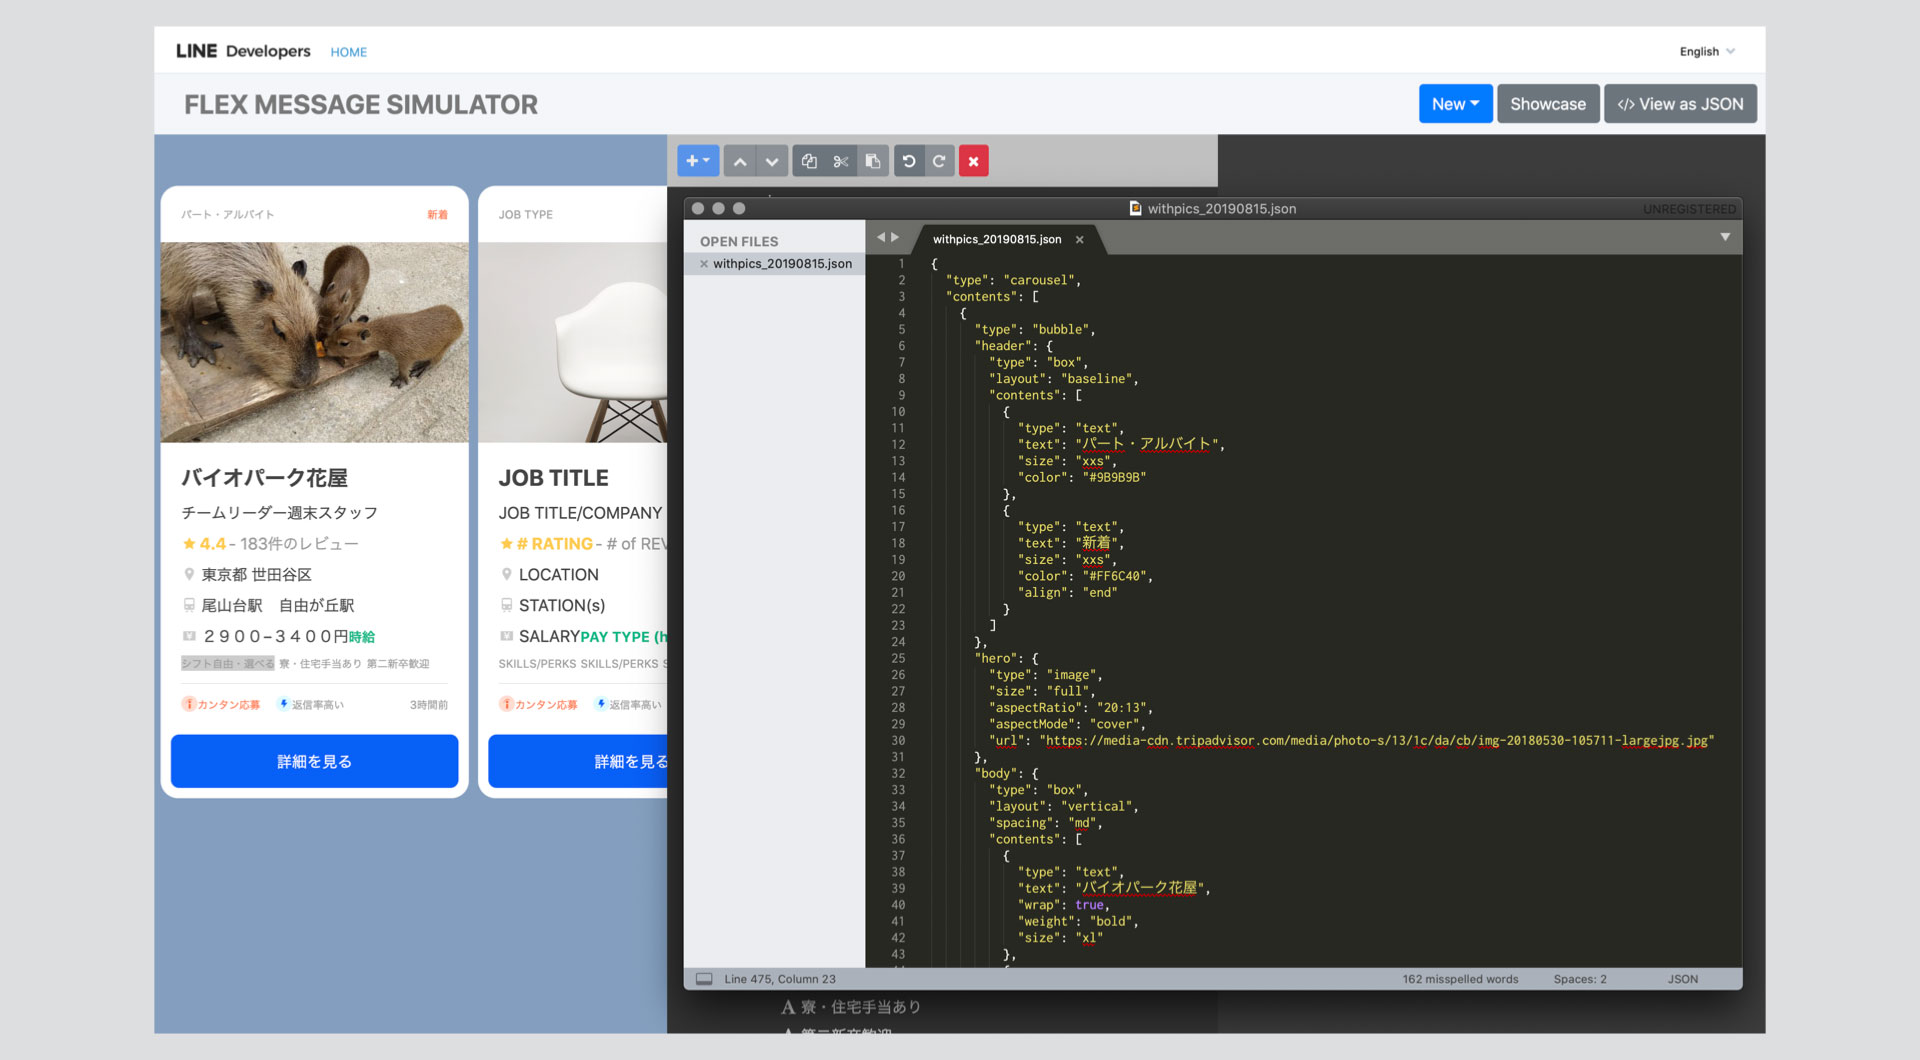 LINE Developers HOME
English
FLEX MESSAGE SIMULATOR
New
Showcase
</> View as JSON
パート・アルバイト 新着
バイオパーク花屋
チームリーダー週末スタッフ
4.4 - 183件のレビュー
東京都 世田谷区
尾山台駅　自由が丘駅
２９００−３４００円時給
シフト自由・選べる 寮・住宅手当あり 第二新卒歓迎
カンタン応募 返信率高い 3時間前
詳細を見る
JOB TYPE
JOB TITLE
JOB TITLE/COMPANY
# RATING - # of REV
LOCATION
STATION(s)
SALARYPAY TYPE (h
SKILLS/PERKS SKILLS/PERKS S
カンタン応募 返信率高い
詳細を見る
withpics_20190815.json
UNREGISTERED
OPEN FILES
withpics_20190815.json
withpics_20190815.json
1 {
2 "type": "carousel",
3 "contents": [
4 {
5 "type": "bubble",
6 "header": {
7 "type": "box",
8 "layout": "baseline",
9 "contents": [
10 {
11 "type": "text",
12 "text": "パート・アルバイト",
13 "size": "xxs",
14 "color": "#9B9B9B"
15 },
16 {
17 "type": "text",
18 "text": "新着",
19 "size": "xxs",
20 "color": "#FF6C40",
21 "align": "end"
22 }
23 ]
24 },
25 "hero": {
26 "type": "image",
27 "size": "full",
28 "aspectRatio": "20:13",
29 "aspectMode": "cover",
30 "url": "https://media-cdn.tripadvisor.com/media/photo-s/13/1c/da/cb/img-20180530-105711-largejpg.jpg"
31 },
32 "body": {
33 "type": "box",
34 "layout": "vertical",
35 "spacing": "md",
36 "contents": [
37 {
38 "type": "text",
39 "text": "バイオパーク花屋",
40 "wrap": true,
41 "weight": "bold",
42 "size": "xl"
43 },
Line 475, Column 23
162 misspelled words
Spaces: 2
JSON
A 寮・住宅手当あり